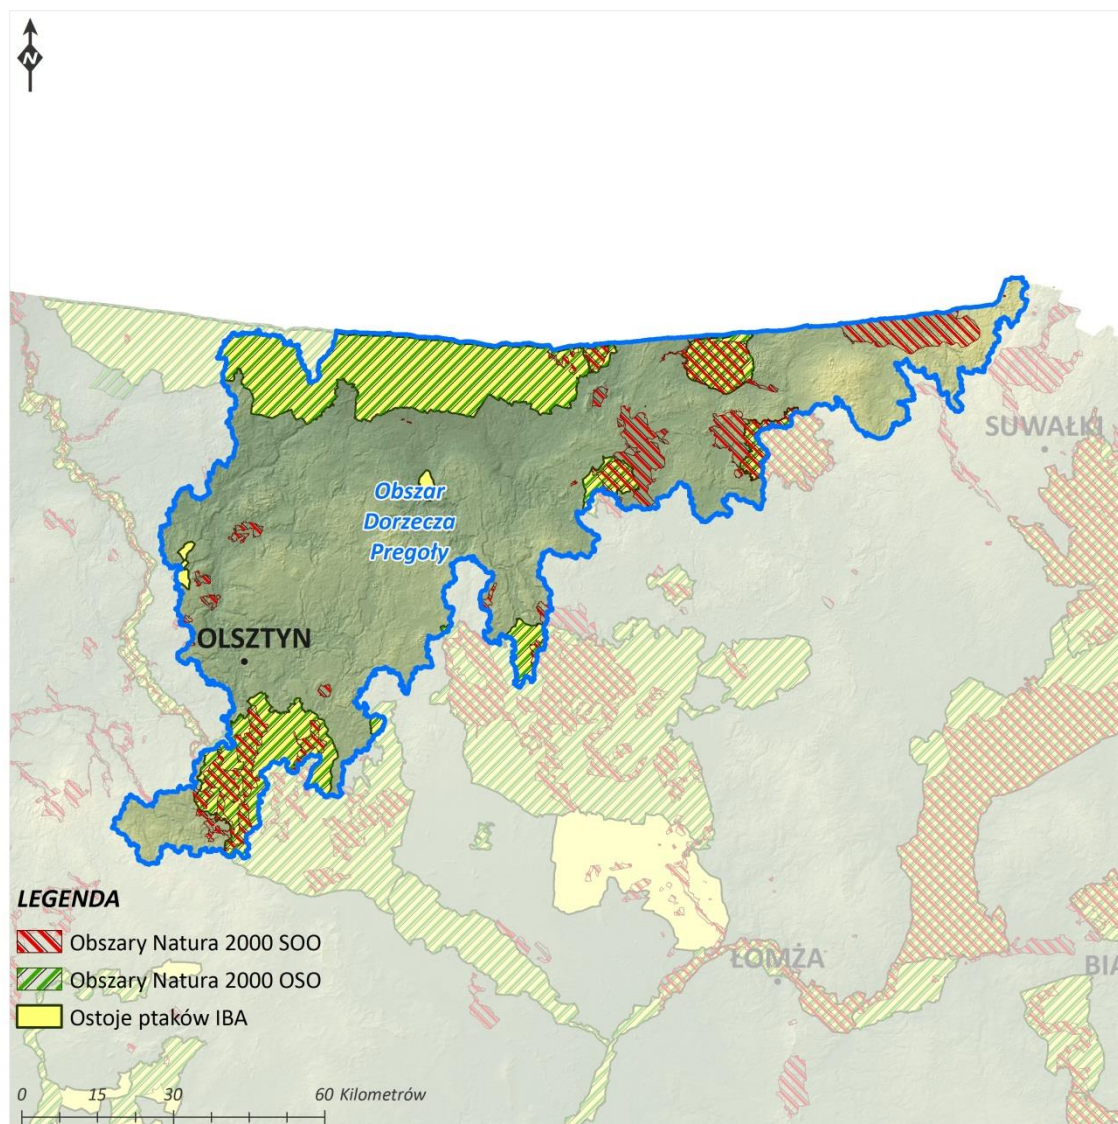 N
SUWAŁKI
Obszar
Dorzecza
Pregoły
OLSZTYN
LEGENDA
Obszary Natura 2000 SOO
Obszary Natura 2000 OSO
Ostoje ptaków IBA
ŁOMŻA
BIA
0 15 30 60 Kilometrów